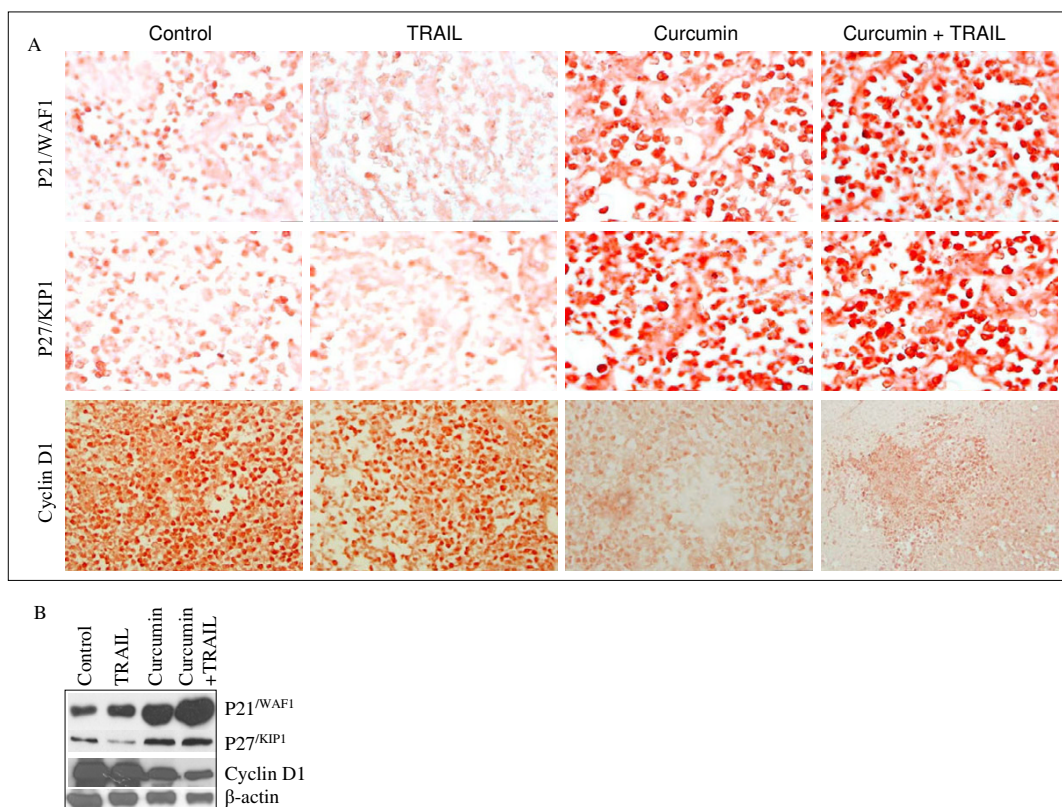 A
Control TRAIL Curcumin Curcumin + TRAIL
P21/WAF1
P27/KIP1
Cyclin D1
B
Control
TRAIL
Curcumin
Curcumin
+TRAIL
P21/WAF1
P27/KIP1
Cyclin D1
β-actin